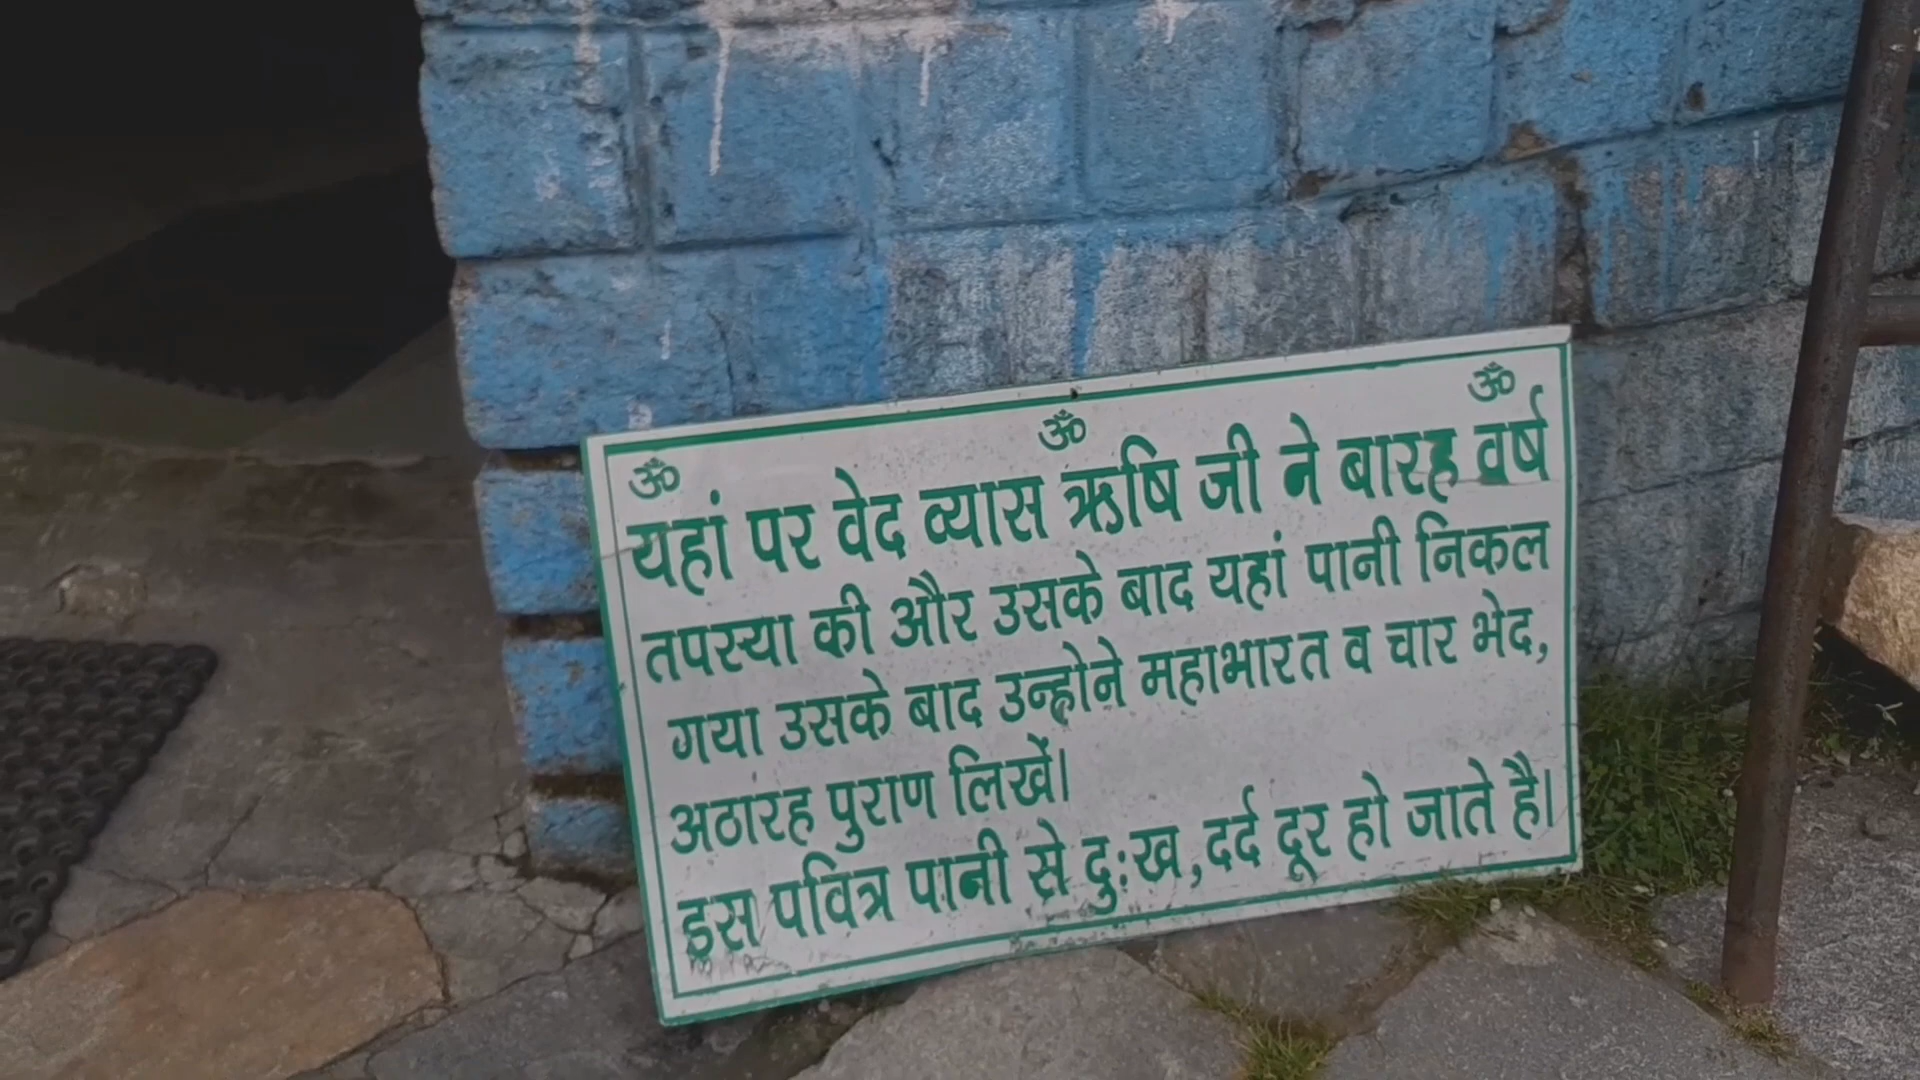 ॐ ॐ ॐ
यहां पर वेद व्यास ऋषि जी ने बारह वर्ष
तपस्या की और उसके बाद यहां पानी निकल
गया उसके बाद उन्होने महाभारत व चार भेद,
अठारह पुराण लिखें।
इस पवित्र पानी से दु:ख,दर्द दूर हो जाते है।